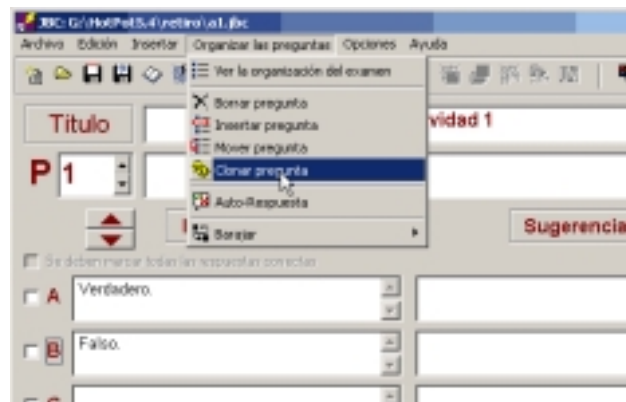 JBC: G:\HotPot5.4\retiro\a1.jbc
Archivo Edición Insertar Organizar las preguntas Opciones Ayuda
Ver la organización del examen
Borrar pregunta
Insertar pregunta
Mover pregunta
Clonar pregunta
Auto-Respuesta
Barajar
Título
vidad 1
P 1
Sugerencia
Se deben marcar todas las respuestas correctas
A Verdadero.
B Falso.